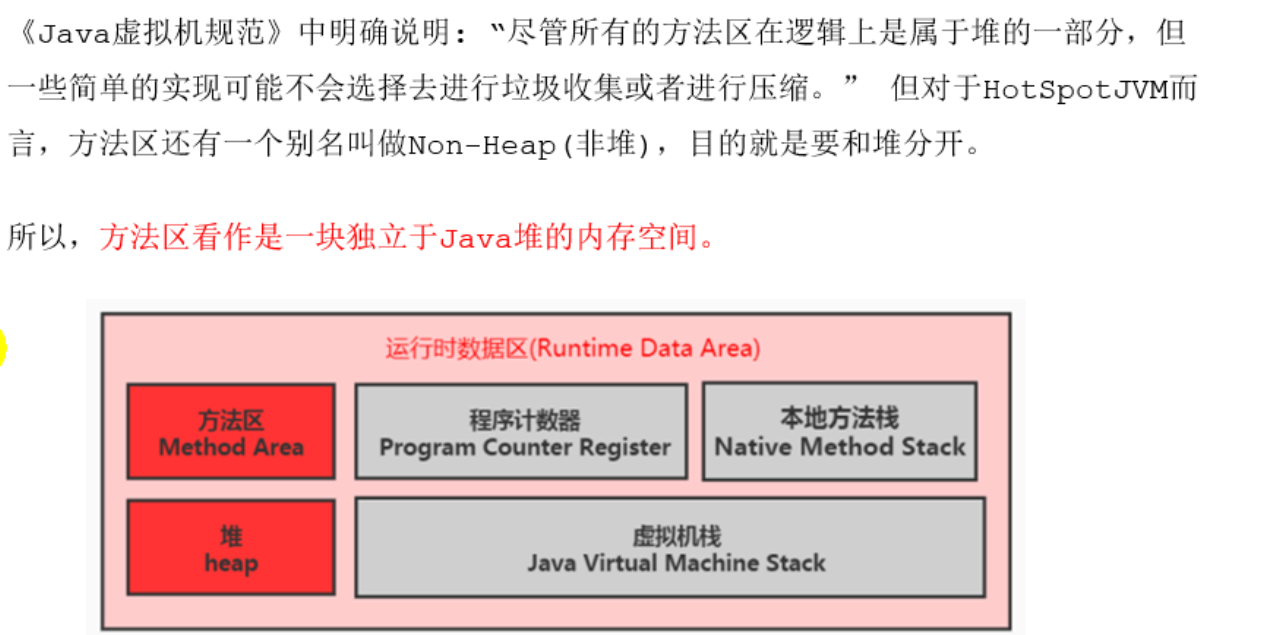 《Java虚拟机规范》中明确说明：“尽管所有的方法区在逻辑上是属于堆的一部分，但
一些简单的实现可能不会选择去进行垃圾收集或者进行压缩。” 但对于HotSpotJVM而
言，方法区还有一个别名叫做Non-Heap(非堆)，目的就是要和堆分开。
所以，方法区看作是一块独立于Java堆的内存空间。
运行时数据区(Runtime Data Area)
方法区
Method Area
程序计数器
Program Counter Register
本地方法栈
Native Method Stack
堆
heap
虚拟机栈
Java Virtual Machine Stack